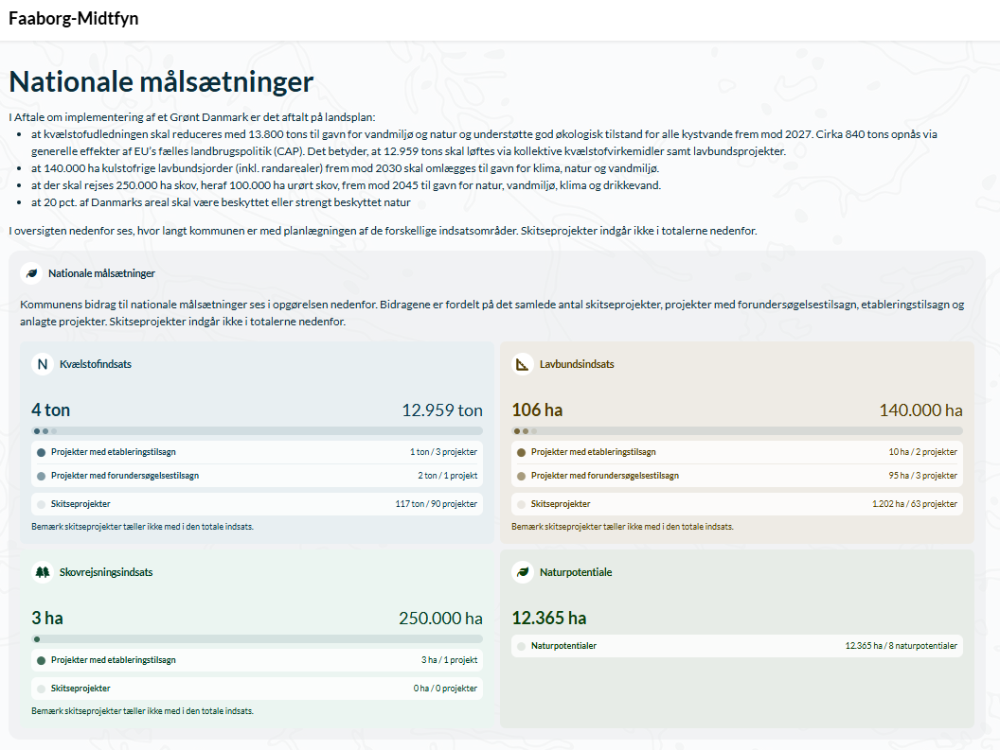 Faaborg-Midtfyn
Nationale målsætninger
I Aftale om implementering af et Grønt Danmark er det aftalt på landsplan:
• at kvælstofudledningen skal reduceres med 13.800 tons til gavn for vandmiljø og natur og understøtte god økologisk tilstand for alle kystvande frem mod 2027. Cirka 840 tons opnås via
generelle effekter af EU's fælles landbrugspolitik (CAP). Det betyder, at 12.959 tons skal løftes via kollektive kvælstofvirkemidler samt lavbundsprojekter.
• at 140.000 ha kulstofrige lavbundsjorder (inkl. randarealer) frem mod 2030 skal omlægges til gavn for klima, natur og vandmiljø.
• at der skal rejses 250.000 ha skov, heraf 100.000 ha urørt skov, frem mod 2045 til gavn for natur, vandmiljø, klima og drikkevand.
• at 20 pct. af Danmarks areal skal være beskyttet eller strengt beskyttet natur
I oversigten nedenfor ses, hvor langt kommunen er med planlægningen af de forskellige indsatsområder. Skitseprojekter indgår ikke i totalerne nedenfor.
Nationale målsætninger
Kommunens bidrag til nationale målsætninger ses i opgørelsen nedenfor. Bidragene er fordelt på det samlede antal skitseprojekter, projekter med forundersøgelsestilsagn, etableringstilsagn og
anlagte projekter. Skitseprojekter indgår ikke i totalerne nedenfor.
N Kvælstofindsats
4 ton 12.959 ton
Projekter med etableringstilsagn 1 ton / 3 projekter
Projekter med forundersøgelsestilsagn 2 ton / 1 projekt
Skitseprojekter 117 ton / 90 projekter
Bemærk skitseprojekter tæller ikke med i den totale indsats.
Lavbundsindsats
106 ha 140.000 ha
Projekter med etableringstilsagn 10 ha / 2 projekter
Projekter med forundersøgelsestilsagn 95 ha / 3 projekter
Skitseprojekter 1.202 ha / 63 projekter
Bemærk skitseprojekter tæller ikke med i den totale indsats.
Skovrejsningsindsats
3 ha 250.000 ha
Projekter med etableringstilsagn 3 ha / 1 projekt
Skitseprojekter 0 ha / 0 projekter
Bemærk skitseprojekter tæller ikke med i den totale indsats.
Naturpotentiale
12.365 ha
Naturpotentialer 12.365 ha / 8 naturpotentialer